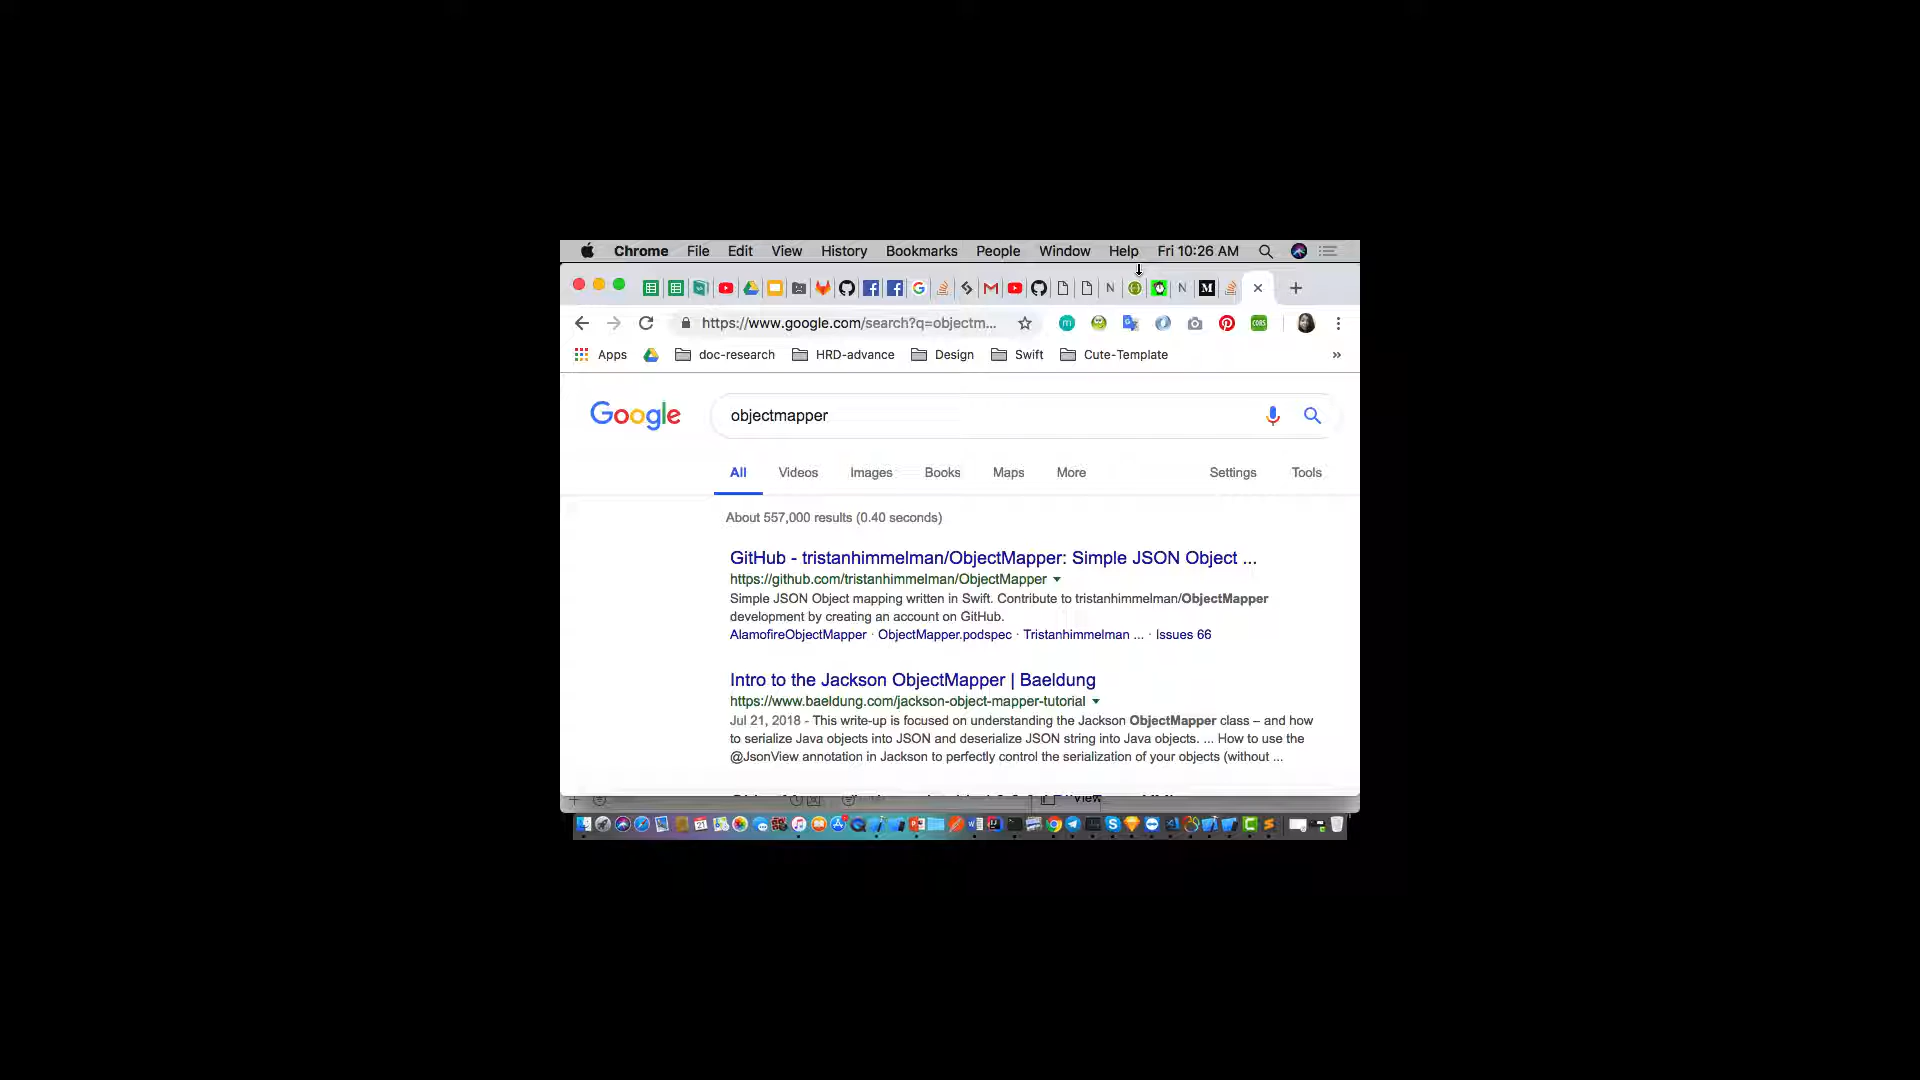 Chrome File Edit View History Bookmarks People Window Help Fri 10:26 AM
https://www.google.com/search?q=objectm...
Apps doc-research HRD-advance Design Swift Cute-Template »
Google objectmapper
All Videos Images Books Maps More Settings Tools
About 557,000 results (0.40 seconds)
GitHub - tristanhimmelman/ObjectMapper: Simple JSON Object ...
https://github.com/tristanhimmelman/ObjectMapper
Simple JSON Object mapping written in Swift. Contribute to tristanhimmelman/ObjectMapper
development by creating an account on GitHub.
AlamofireObjectMapper · ObjectMapper.podspec · Tristanhimmelman ... · Issues 66
Intro to the Jackson ObjectMapper | Baeldung
https://www.baeldung.com/jackson-object-mapper-tutorial
Jul 21, 2018 - This write-up is focused on understanding the Jackson ObjectMapper class – and how
to serialize Java objects into JSON and deserialize JSON string into Java objects. ... How to use the
@JsonView annotation in Jackson to perfectly control the serialization of your objects (without ...
View